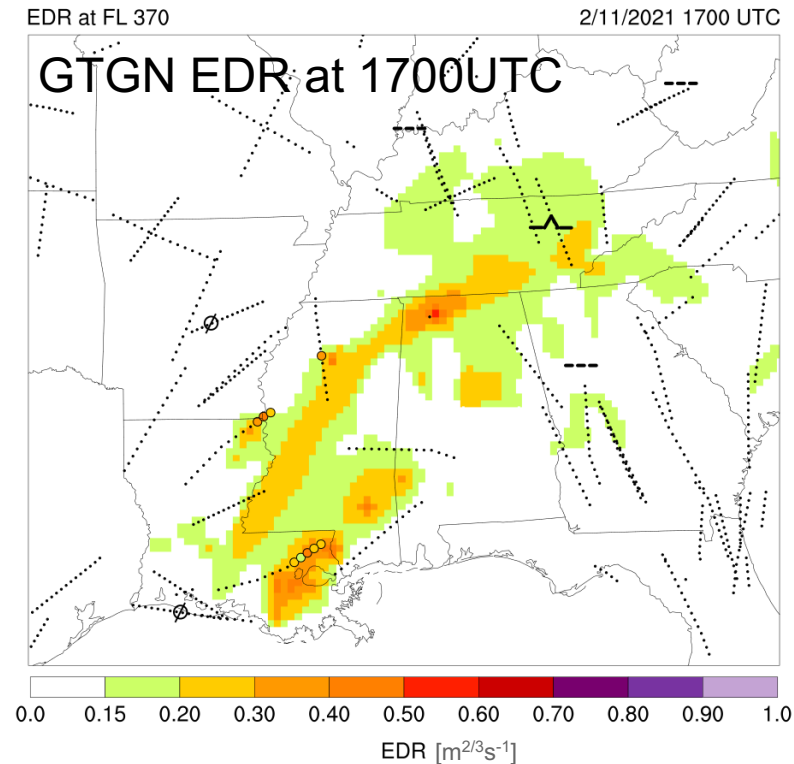 EDR at FL 370 2/11/2021 1700 UTC
GTGN EDR at 1700UTC
0.0 0.15 0.20 0.30 0.40 0.50 0.60 0.70 0.80 0.90 1.0
EDR [m2/3s-1]